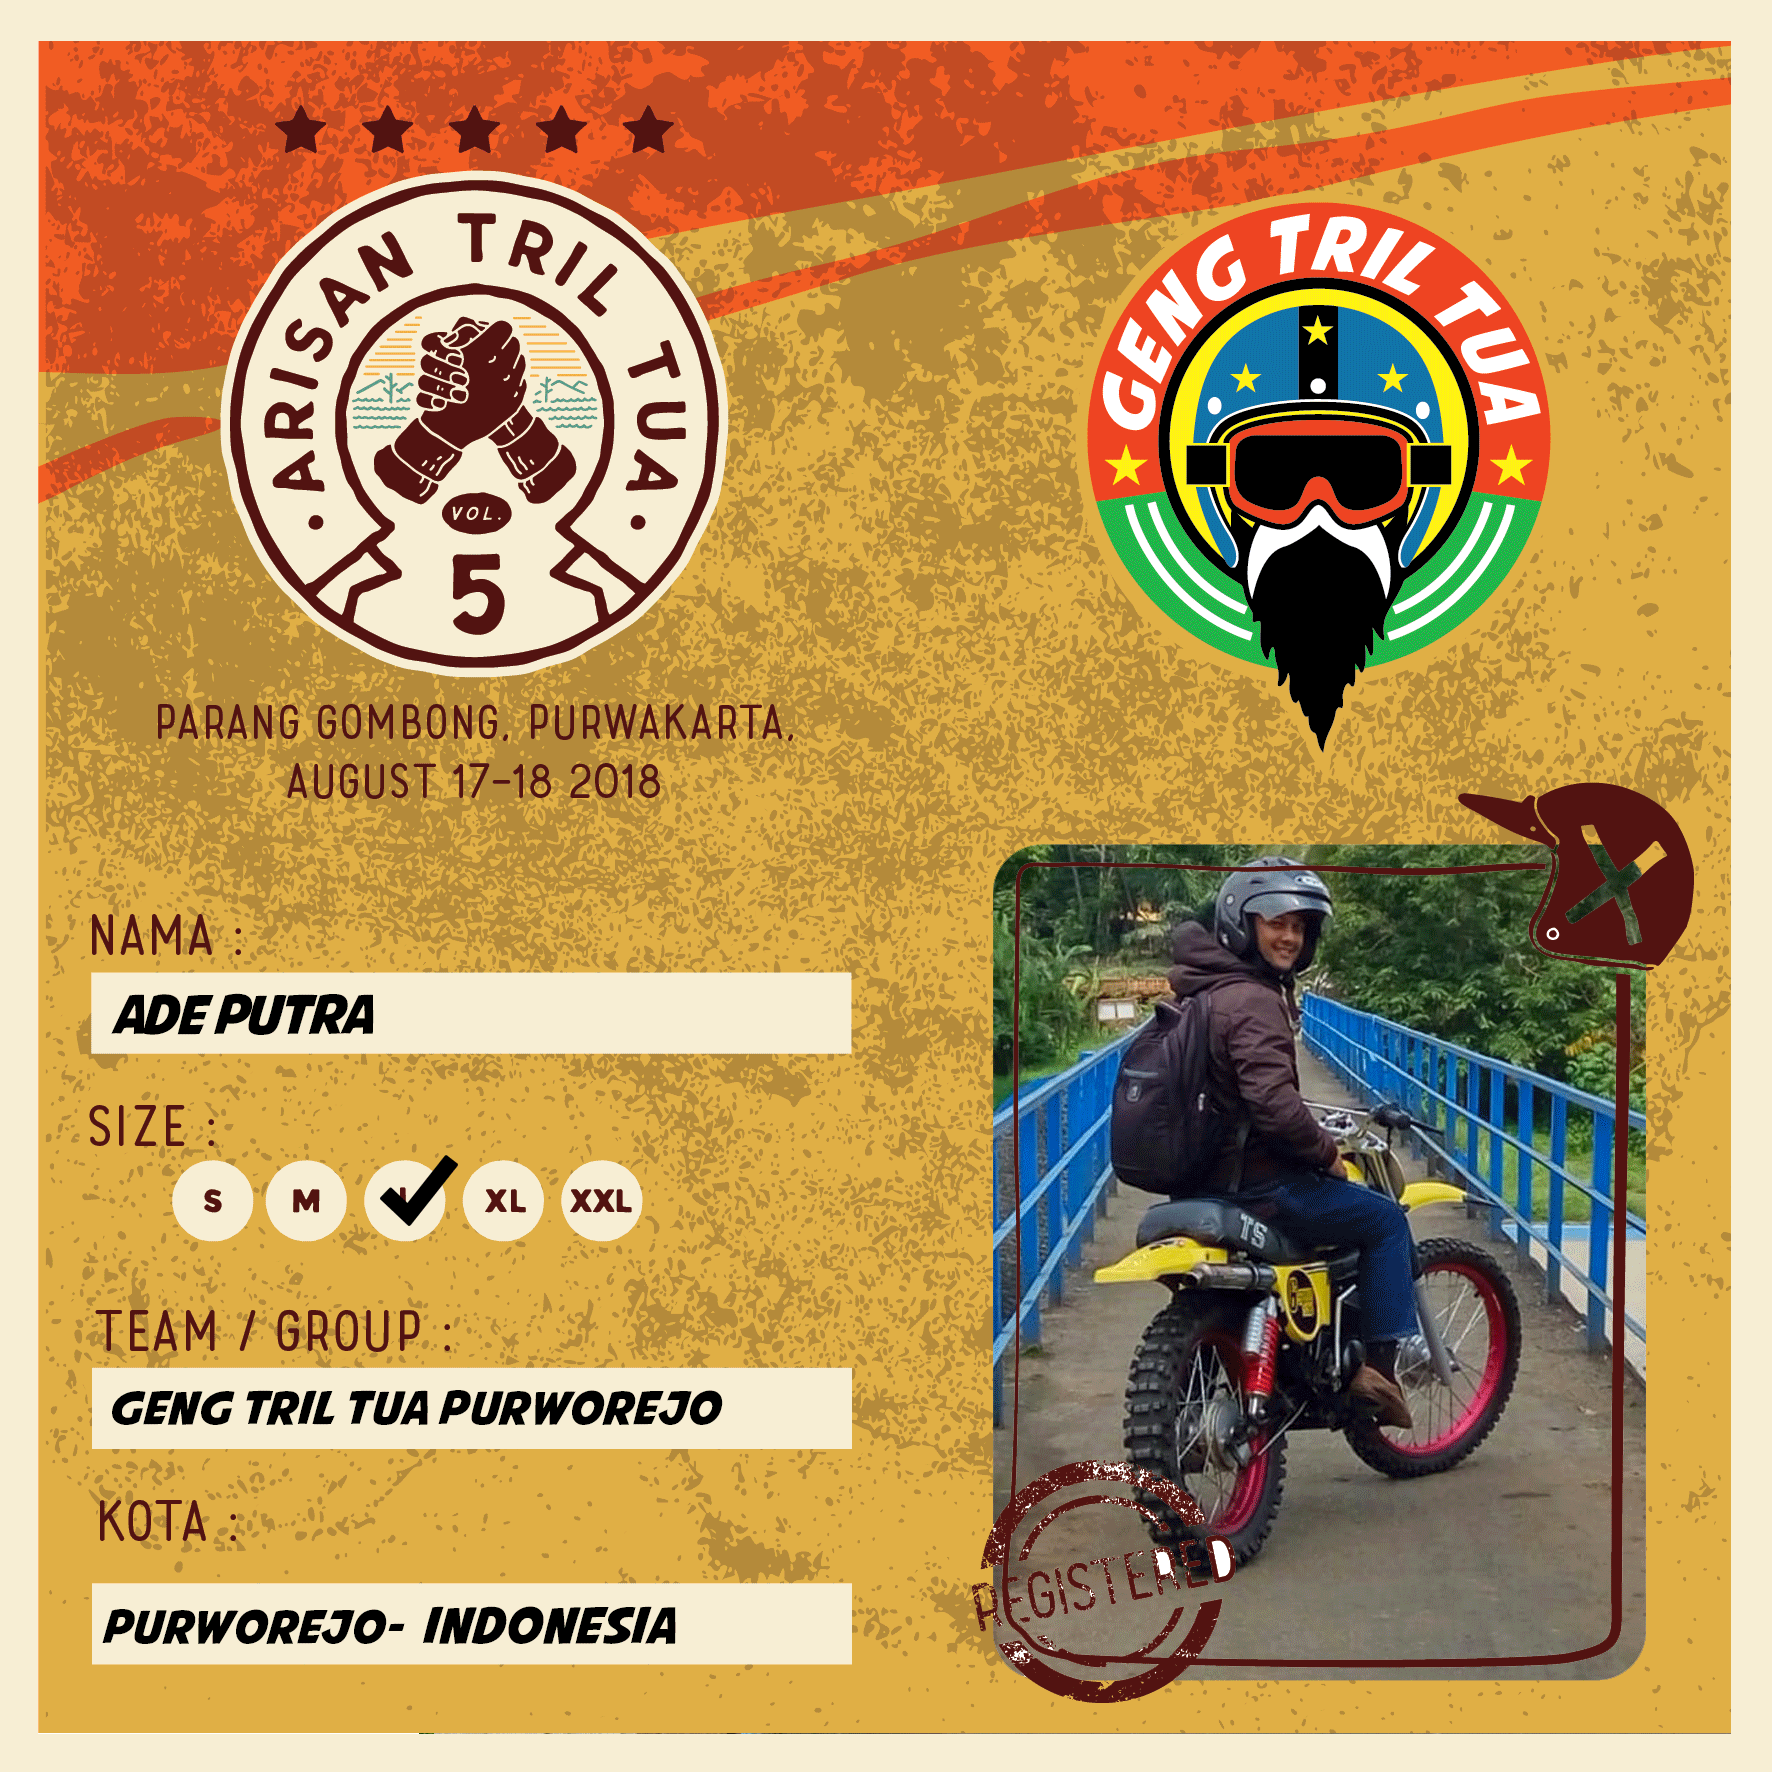 ARISAN TRIL TUA
VOL.
5
GENG TRIL TUA
PARANG GOMBONG, PURWAKARTA,
AUGUST 17-18 2018
NAMA :
ADE PUTRA
SIZE :
S M L XL XXL
TEAM / GROUP :
GENG TRIL TUA PURWOREJO
KOTA :
PURWOREJO- INDONESIA
TS
REGISTERED